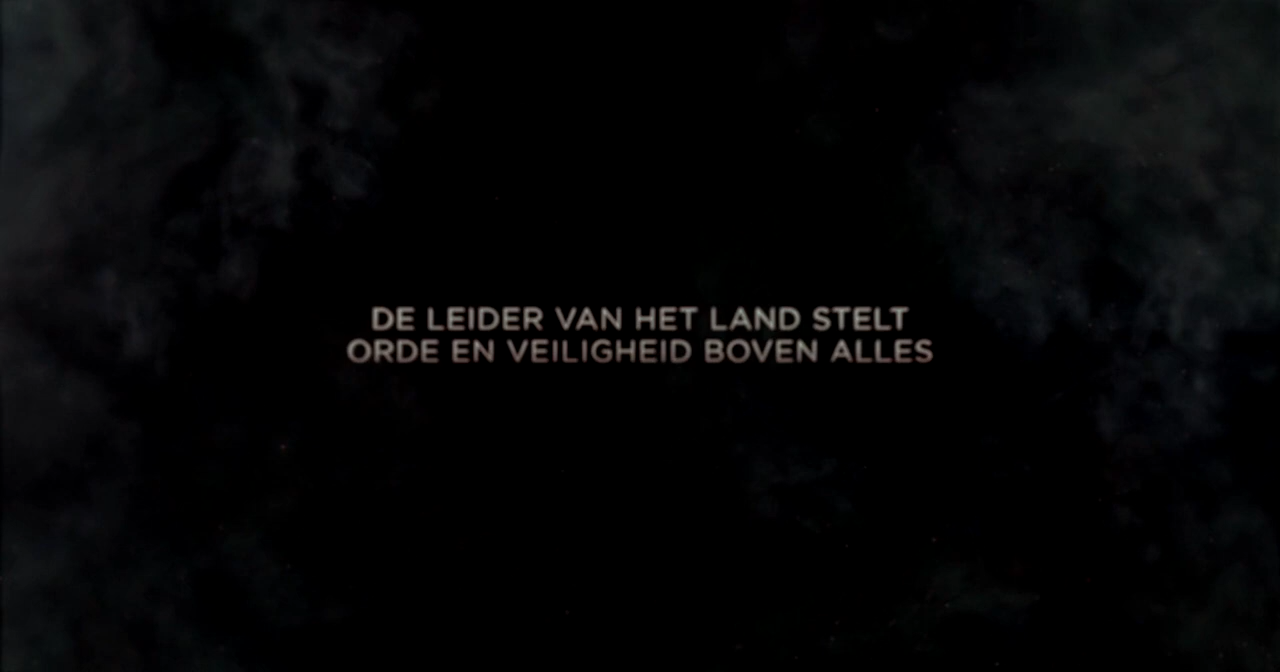 DE LEIDER VAN HET LAND STELT
ORDE EN VEILIGHEID BOVEN ALLES